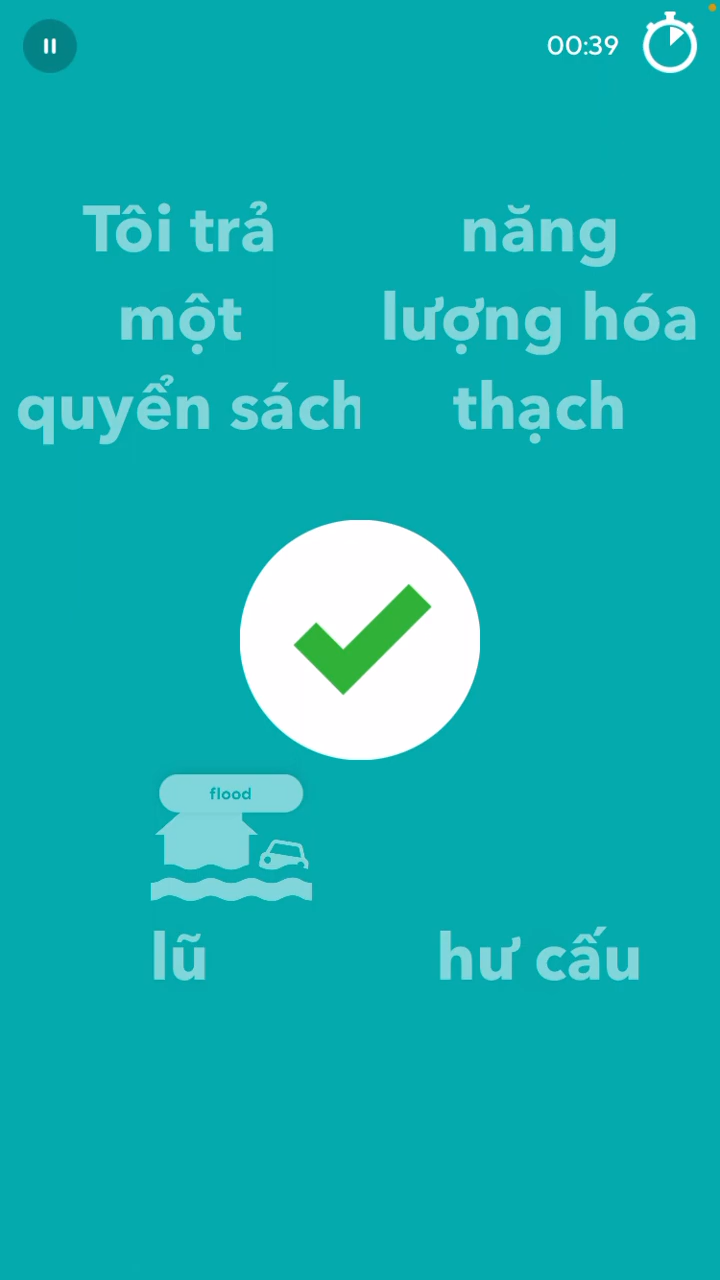 00:39
Tôi trả
một
quyển sách
năng
lượng hóa
thạch
flood
lũ
hư cấu